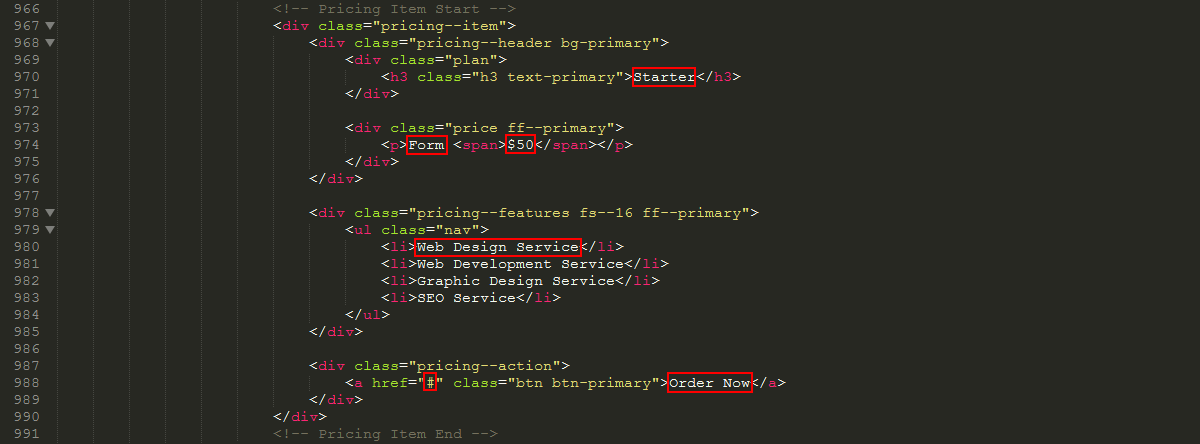 966 <!-- Pricing Item Start -->
967 <div class="pricing--item">
968 <div class="pricing--header bg-primary">
969 <div class="plan">
970 <h3 class="h3 text-primary">Starter</h3>
971 </div>
972
973 <div class="price ff--primary">
974 <p>Form <span>$50</span></p>
975 </div>
976 </div>
977
978 <div class="pricing--features fs--16 ff--primary">
979 <ul class="nav">
980 <li>Web Design Service</li>
981 <li>Web Development Service</li>
982 <li>Graphic Design Service</li>
983 <li>SEO Service</li>
984 </ul>
985 </div>
986
987 <div class="pricing--action">
988 <a href="#" class="btn btn-primary">Order Now</a>
989 </div>
990 </div>
991 <!-- Pricing Item End -->